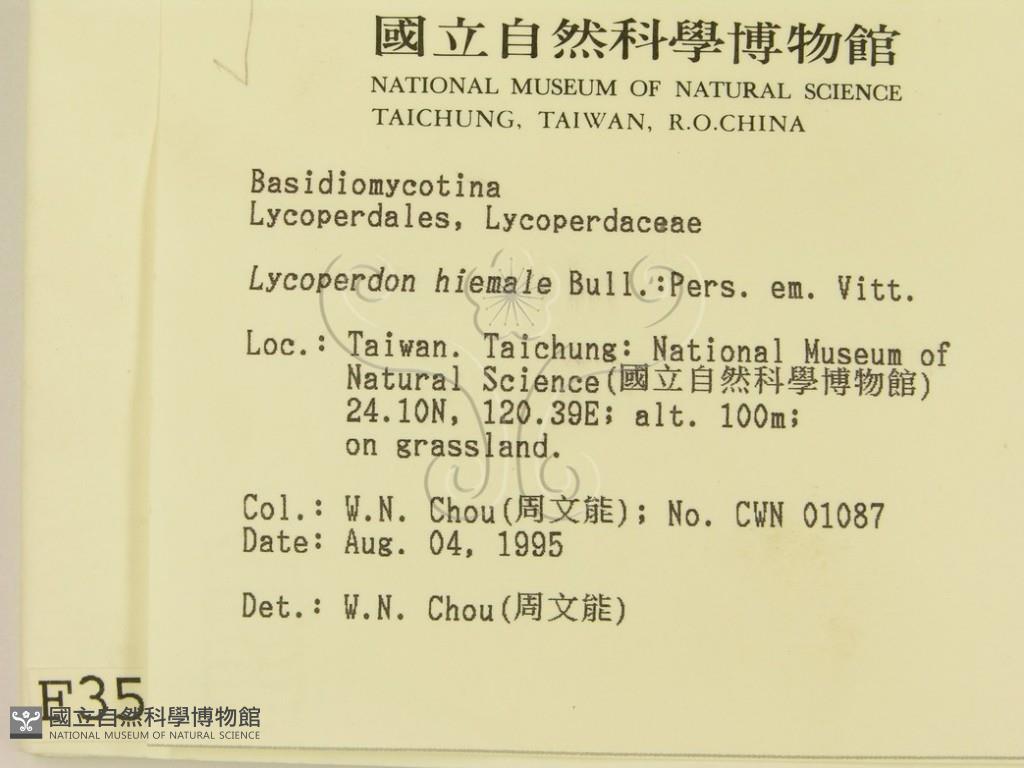 國立自然科學博物館
NATIONAL MUSEUM OF NATURAL SCIENCE
TAICHUNG, TAIWAN, R.O.CHINA
Basidiomycotina
Lycoperdales, Lycoperdaceae
Lycoperdon hiemale Bull.:Pers. em. Vitt.
Loc.: Taiwan. Taichung: National Museum of
Natural Science(國立自然科學博物館)
24.10N, 120.39E; alt. 100m;
on grassland.
Col.: W.N. Chou(周文能); No. CWN 01087
Date: Aug. 04, 1995
Det.: W.N. Chou(周文能)
F35
國立自然科學博物館
NATIONAL MUSEUM OF NATURAL SCIENCE